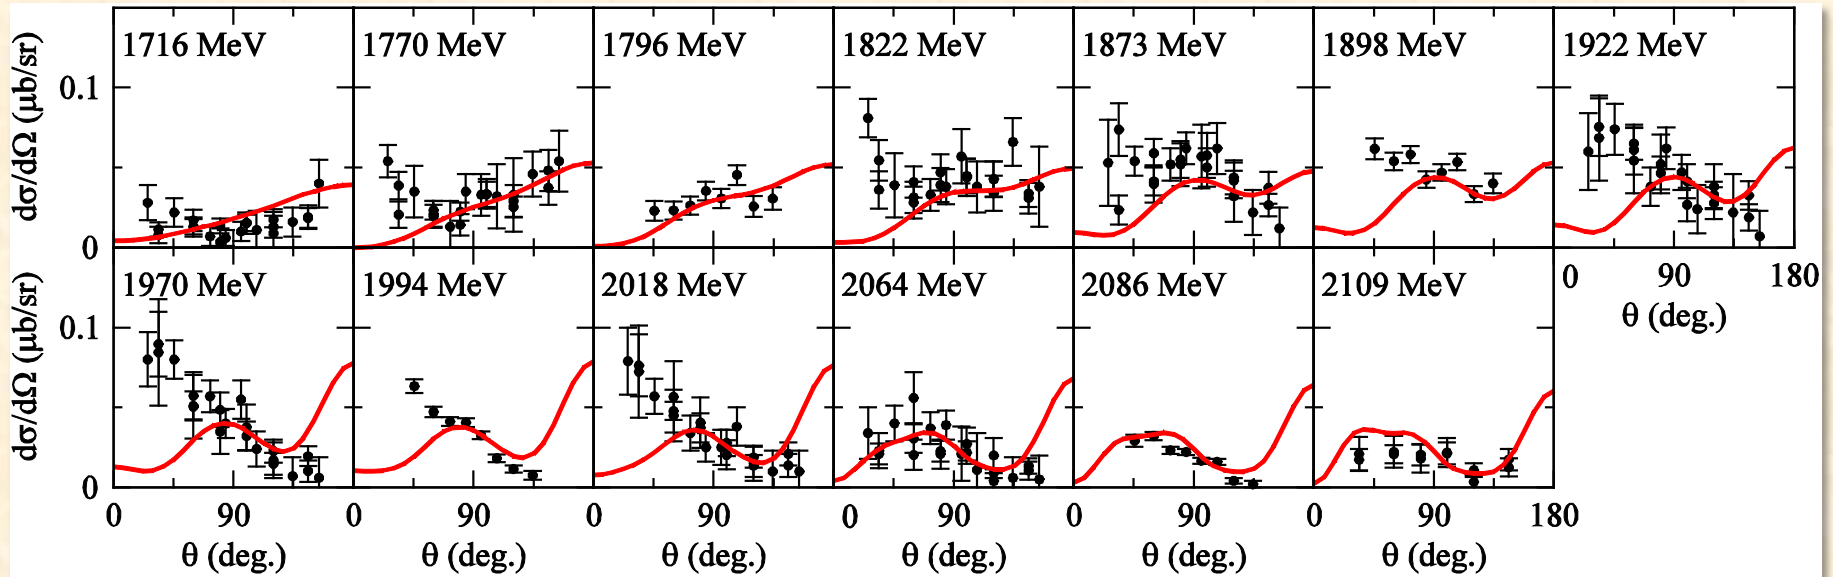 1716 MeV 1770 MeV 1796 MeV 1822 MeV 1873 MeV 1898 MeV 1922 MeV
dσ/dΩ (μb/sr)
0.1
0
0 90 180
θ (deg.)
1970 MeV 1994 MeV 2018 MeV 2064 MeV 2086 MeV 2109 MeV
dσ/dΩ (μb/sr)
0.1
0
0 90 0 90 0 90 0 90 0 90 0 90 180
θ (deg.) θ (deg.) θ (deg.) θ (deg.) θ (deg.) θ (deg.)